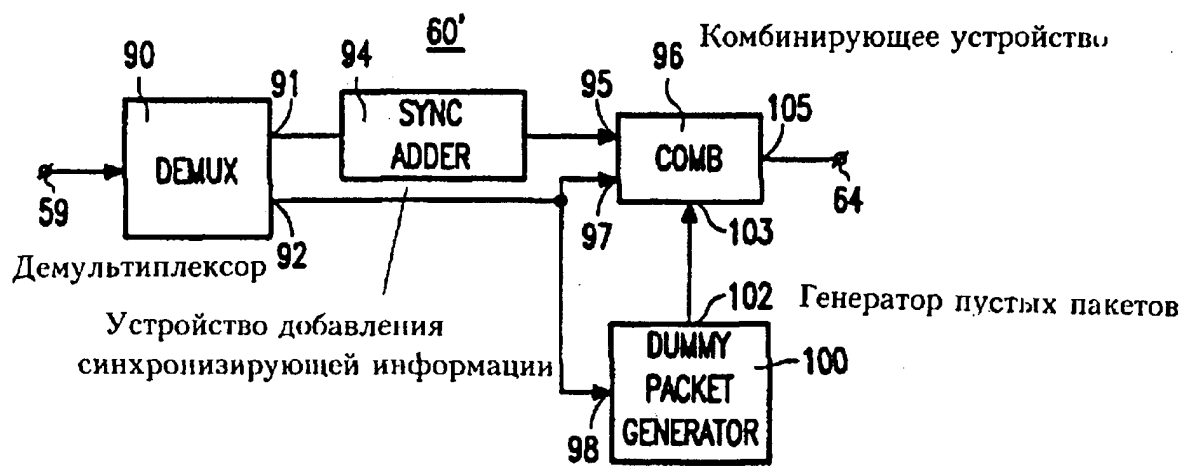 60'
Комбинирующее устройство
90
91
94
95
96
105
SYNC
ADDER
DEMUX
COMB
59
92
97
103
64
Демультиплексор
102
Генератор пустых пакетов
Устройство добавления
синхронизирующей информации
DUMMY
PACKET
GENERATOR
100
98